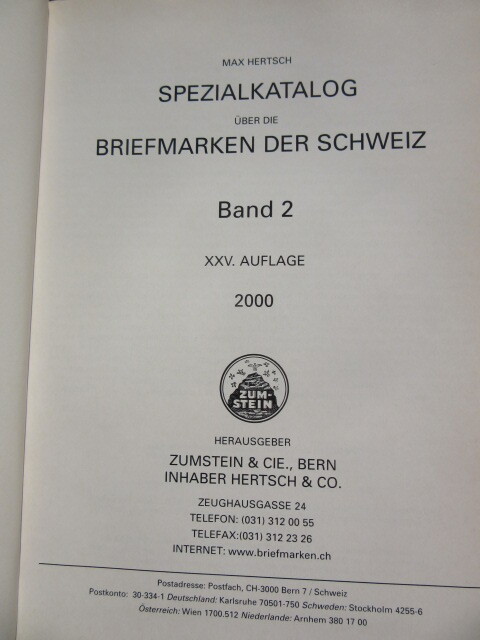 MAX HERTSCH
SPEZIALKATALOG
ÜBER DIE
BRIEFMARKEN DER SCHWEIZ
Band 2
XXV. AUFLAGE
2000
ZUM-
STEIN
HERAUSGEBER
ZUMSTEIN & CIE., BERN
INHABER HERTSCH & CO.
ZEUGHAUSGASSE 24
TELEFON: (031) 312 00 55
TELEFAX:(031) 312 23 26
INTERNET: www.briefmarken.ch
Postadresse: Postfach, CH-3000 Bern 7 / Schweiz
Postkonto: 30-334-1 Deutschland: Karlsruhe 70501-750 Schweden: Stockholm 4255-6
Österreich: Wien 1700.512 Niederlande: Arnhem 380 17 00